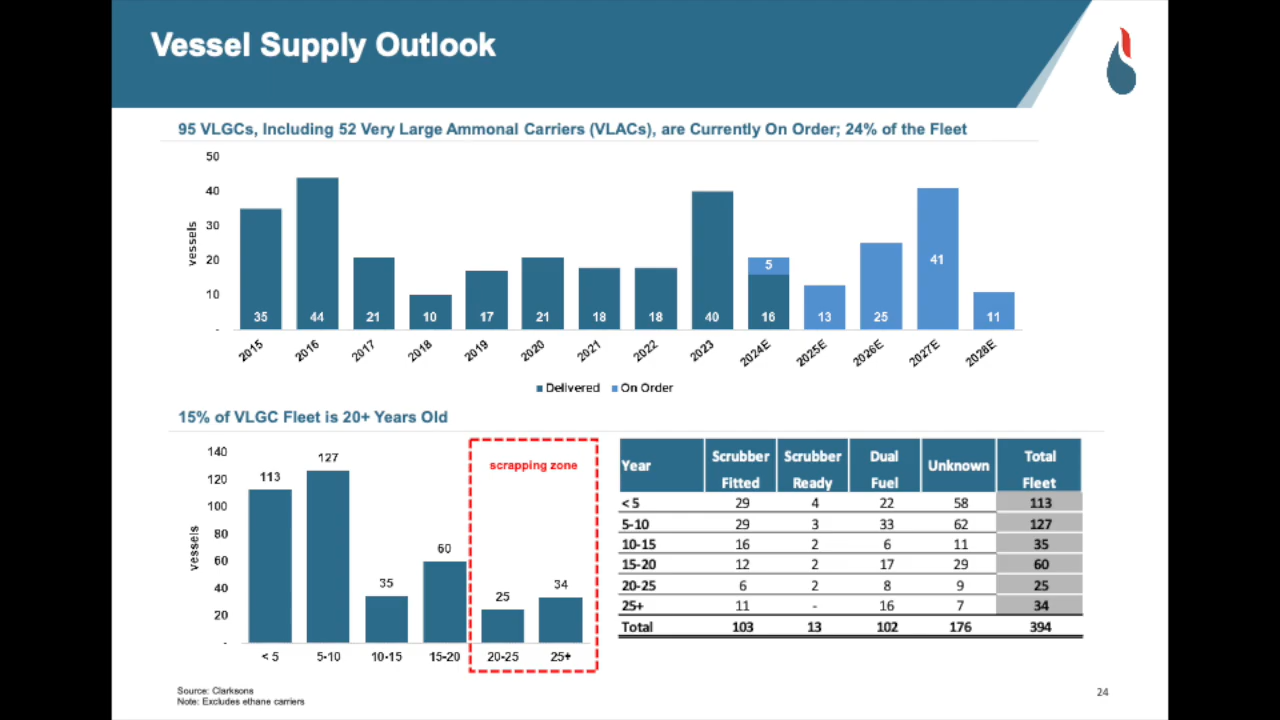 Vessel Supply Outlook
95 VLGCs, Including 52 Very Large Ammonal Carriers (VLACs), are Currently On Order; 24% of the Fleet
50
40
30
20
10
-
vessels
35 44 21 10 17 21 18 18 40 16 5 13 25 41 11
2015 2016 2017 2018 2019 2020 2021 2022 2023 2024E 2025E 2026E 2027E 2028E
Delivered On Order
15% of VLGC Fleet is 20+ Years Old
140
120
100
80
60
40
20
-
vessels
113 127 35 60 25 34
scrapping zone
< 5 5-10 10-15 15-20 20-25 25+
Year Scrubber Fitted Scrubber Ready Dual Fuel Unknown Total Fleet
< 5 29 4 22 58 113
5-10 29 3 33 62 127
10-15 16 2 6 11 35
15-20 12 2 17 29 60
20-25 6 2 8 9 25
25+ 11 - 16 7 34
Total 103 13 102 176 394
Source: Clarksons
Note: Excludes ethane carriers
24